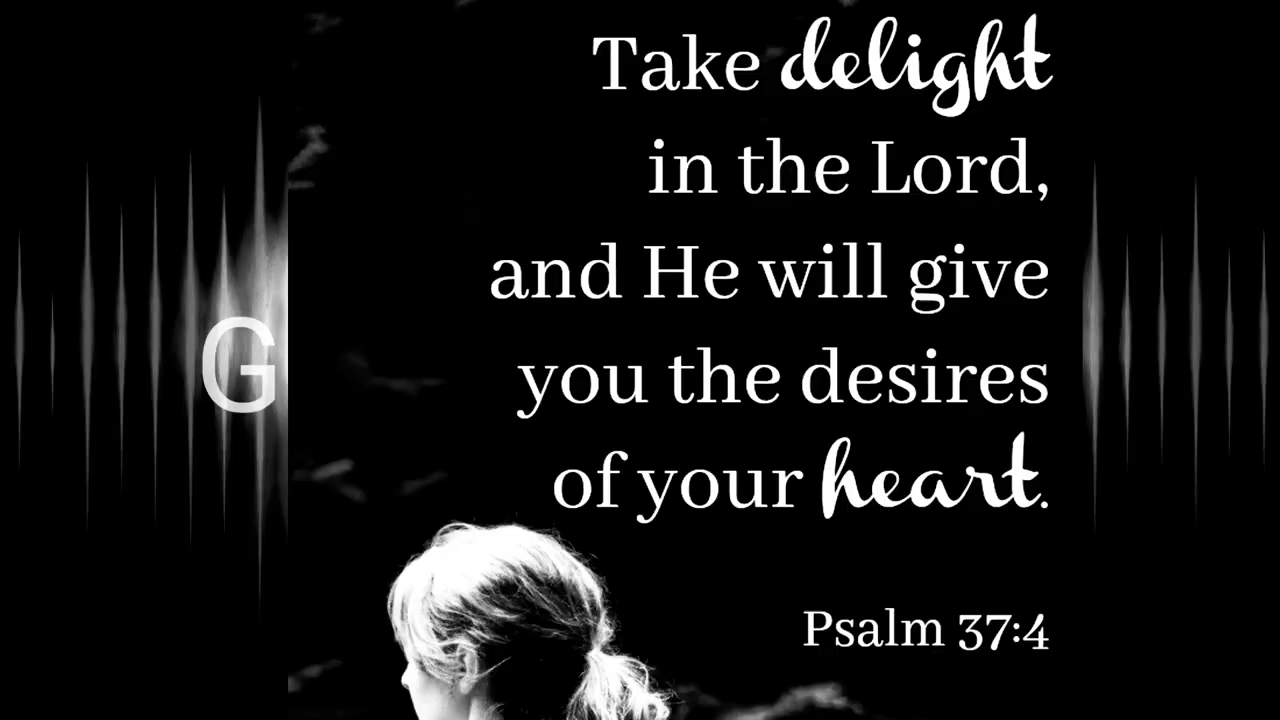 Take delight
in the Lord,
and He will give
G
you the desires
of your heart.
Psalm 37:4